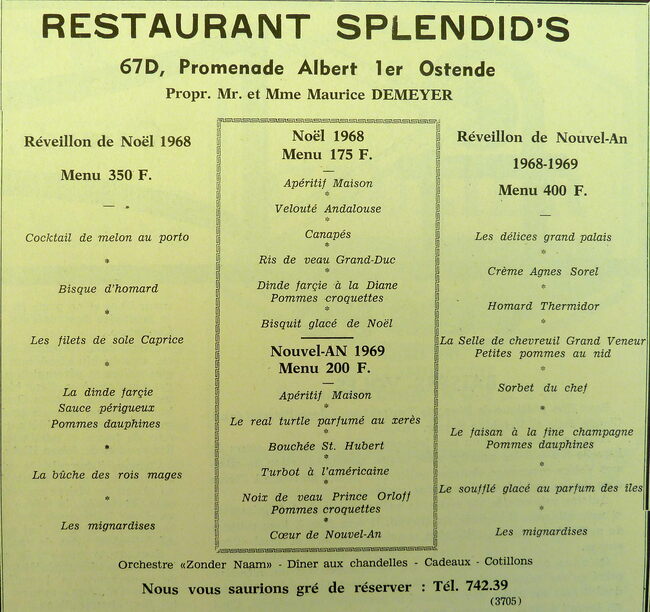 RESTAURANT SPLENDID'S
67D, Promenade Albert 1er Ostende
Propr. Mr. et Mme Maurice DEMEYER
Réveillon de Noël 1968
Menu 350 F.
Cocktail de melon au porto
*
Bisque d'homard
*
Les filets de sole Caprice
*
La dinde farçie
Sauce périgueux
Pommes dauphines
*
La bûche des rois mages
*
Les mignardises
Noël 1968
Menu 175 F.
Apéritif Maison
*
Velouté Andalouse
*
Canapés
*
Ris de veau Grand-Duc
*
Dinde farçie à la Diane
Pommes croquettes
*
Bisquit glacé de Noël
Nouvel-AN 1969
Menu 200 F.
Apéritif Maison
*
Le real turtle parfumé au xerès
*
Bouchée St. Hubert
*
Turbot à l'américaine
*
Noix de veau Prince Orloff
Pommes croquettes
*
Cœur de Nouvel-An
Réveillon de Nouvel-An
1968-1969
Menu 400 F.
Les délices grand palais
*
Crème Agnes Sorel
*
Homard Thermidor
*
La Selle de chevreuil Grand Veneur
Petites pommes au nid
*
Sorbet du chef
*
Le faisan à la fine champagne
Pommes dauphines
*
Le soufflé glacé au parfum des îles
*
Les mignardises
Orchestre «Zonder Naam» - Dîner aux chandelles - Cadeaux - Cotillons
Nous vous saurions gré de réserver : Tél. 742.39
(3705)